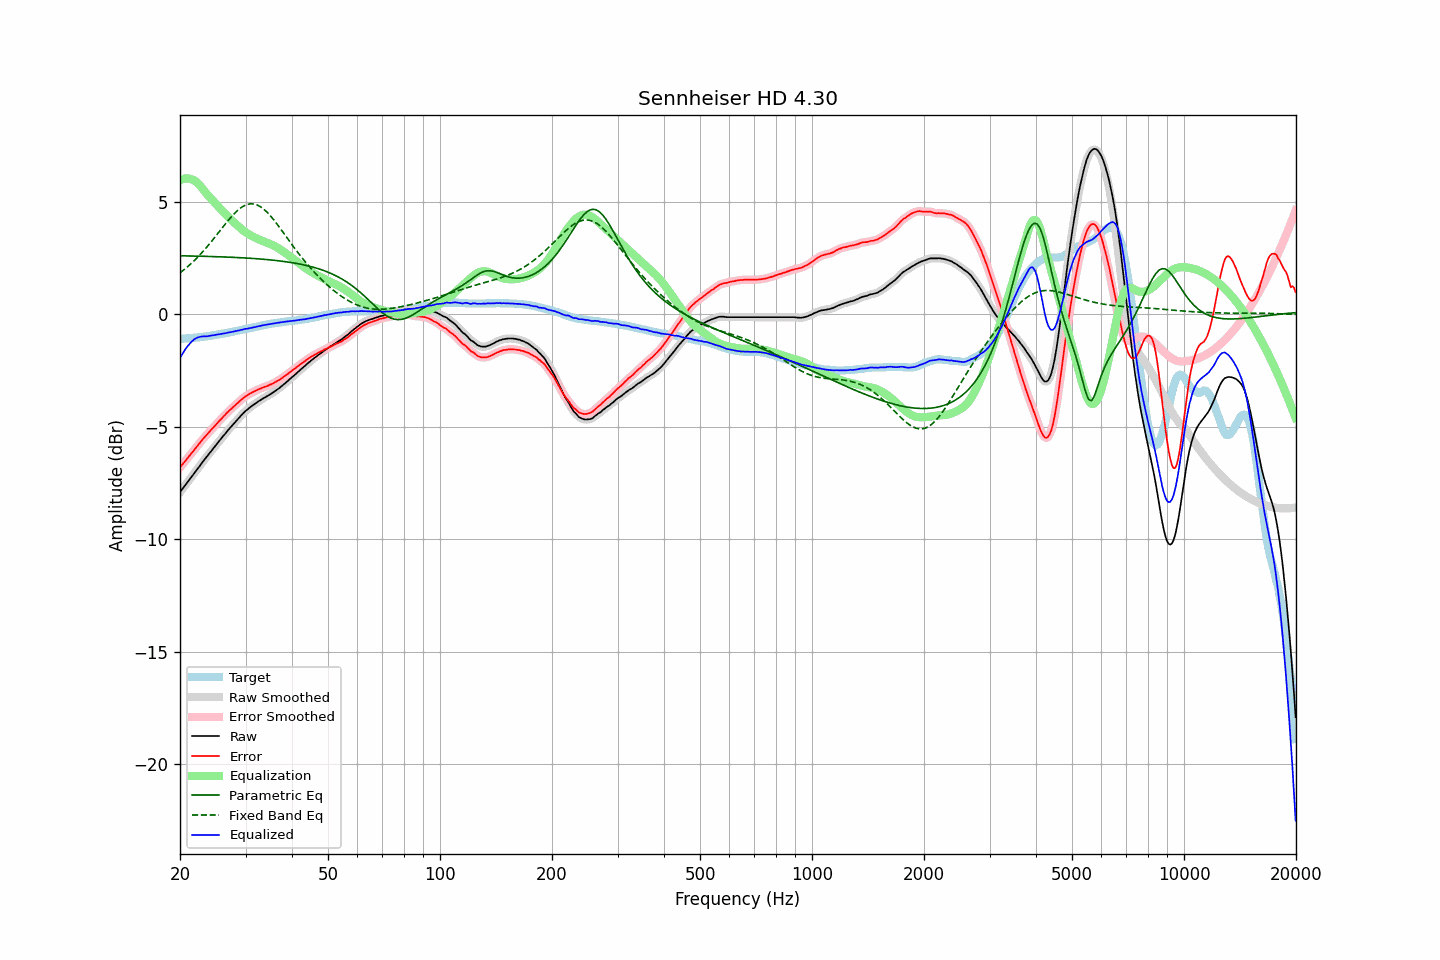 Sennheiser HD 4.30
Amplitude (dBr)
5
0
−5
−10
−15
−20
Target
Raw Smoothed
Error Smoothed
Raw
Error
Equalization
Parametric Eq
Fixed Band Eq
Equalized
20 50 100 200 500 1000 2000 5000 10000 20000
Frequency (Hz)